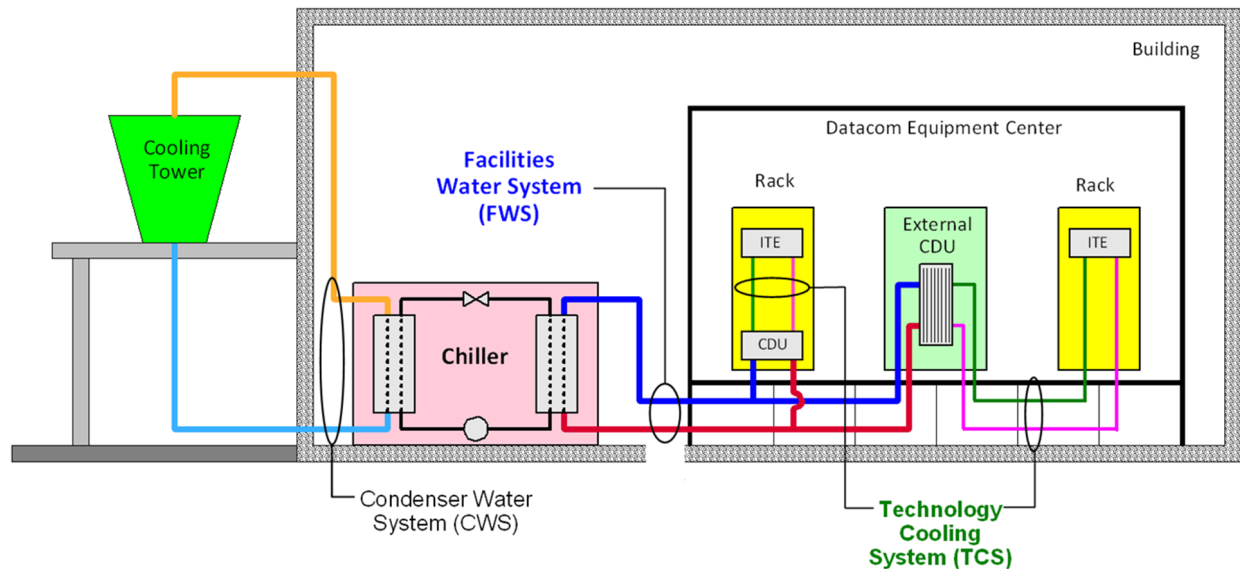 Building
Cooling
Tower
Datacom Equipment Center
Facilities
Water System
(FWS)
Rack
Rack
External
CDU
ITE
ITE
CDU
Chiller
Condenser Water
System (CWS)
Technology
Cooling
System (TCS)